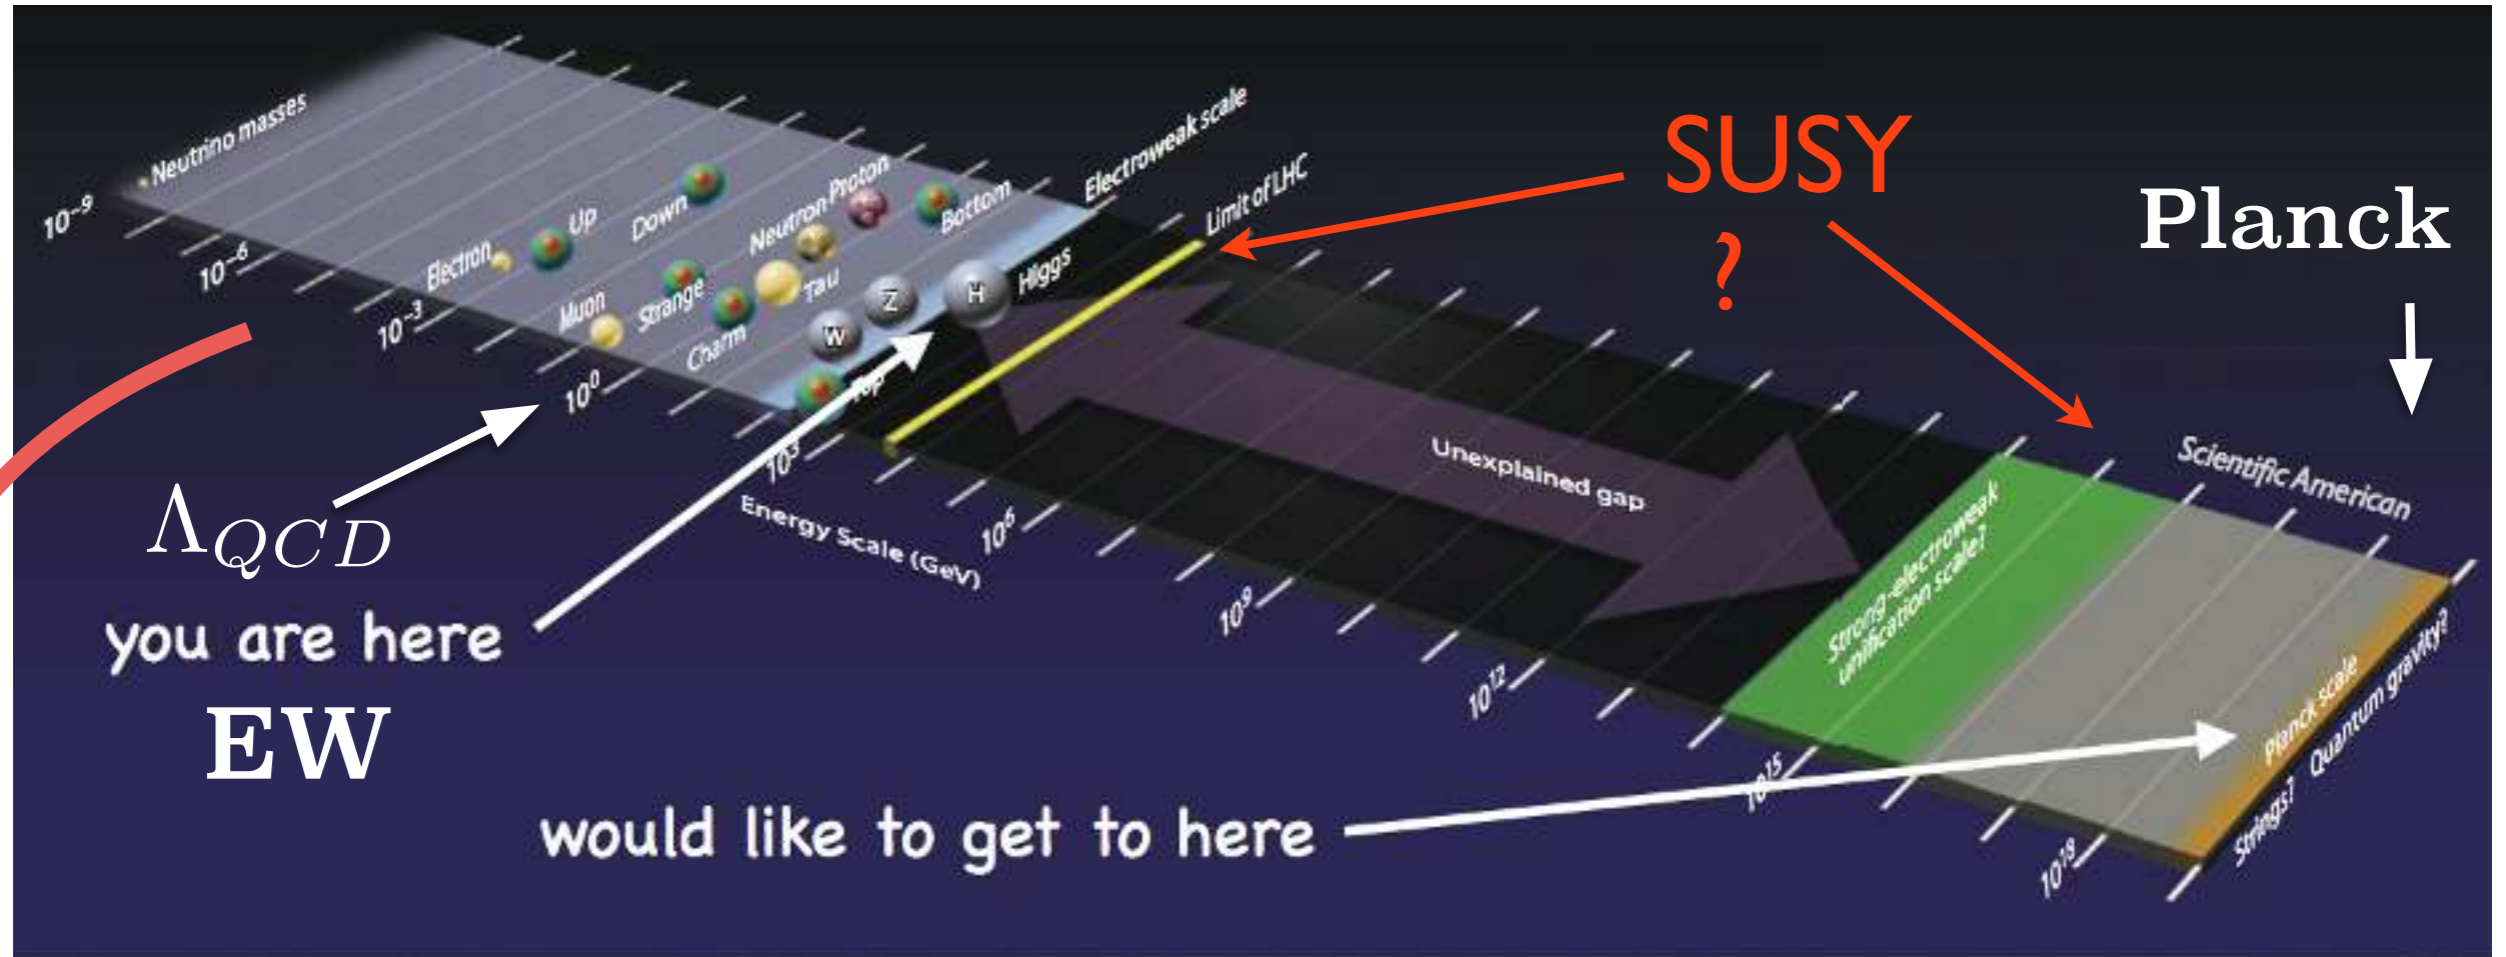 Neutrino masses
10⁻⁹
10⁻⁶
10⁻³
10⁰
10³
10⁶
10⁹
10¹²
10¹⁵
10¹⁸
Electron
Up
Down
Neutron
Proton
Bottom
Muon
Strange
Charm
Tau
W
Z
H
Higgs
Top
Electroweak scale
Limit of LHC
SUSY
?
Planck
Λ_QCD
you are here
EW
Energy Scale (GeV)
Unexplained gap
Strong-electroweak
unification scale?
Scientific American
Planck scale
Strings? Quantum gravity?
would like to get to here